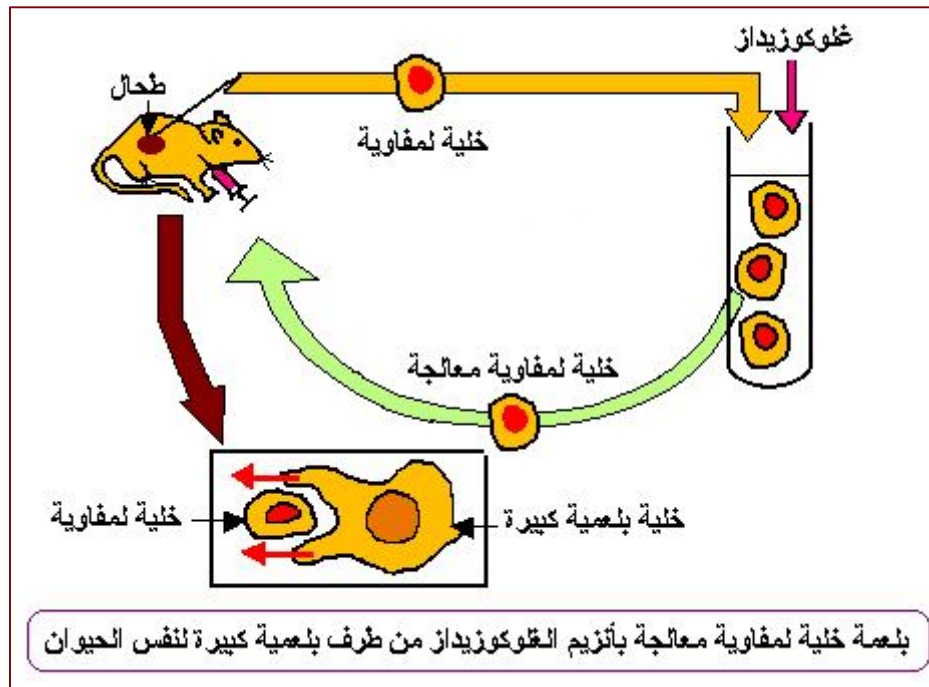 غلوكوزيداز
طحال
خلية لمفاوية
خلية لمفاوية معالجة
خلية لمفاوية
خلية بلعمية كبيرة
بلعمة خلية لمفاوية معالجة بأنزيم الغلوكوزيداز من طرف بلعمية كبيرة لنفس الحيوان